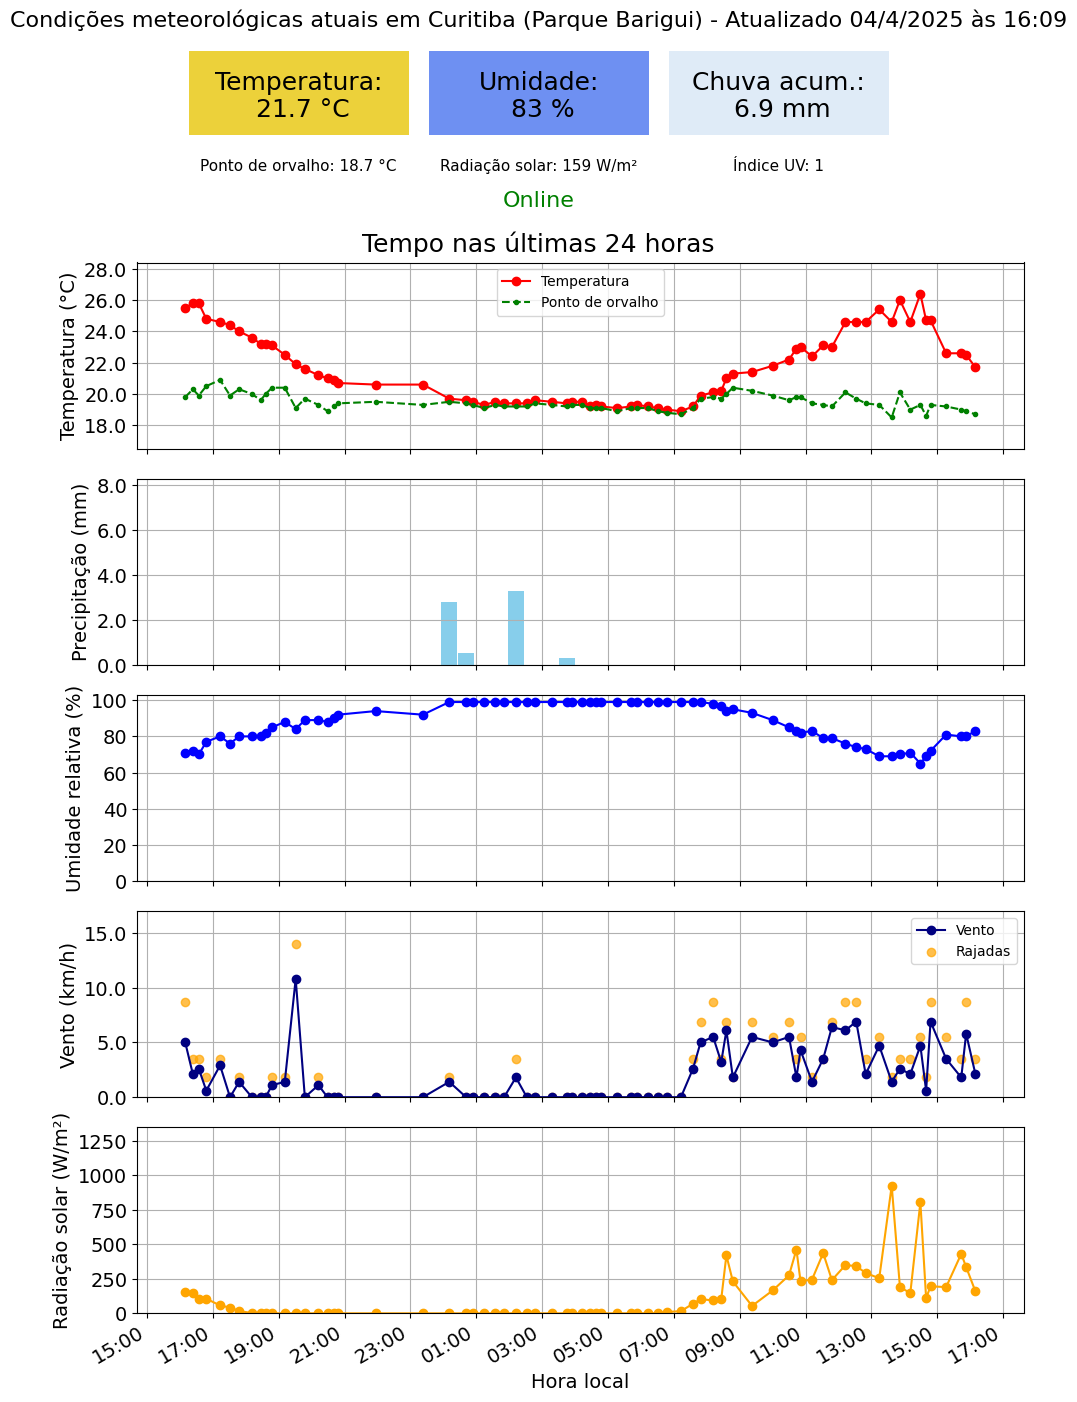 Condições meteorológicas atuais em Curitiba (Parque Barigui) - Atualizado 04/4/2025 às 16:09
Temperatura:
21.7 °C
Umidade:
83 %
Chuva acum.:
6.9 mm
Ponto de orvalho: 18.7 °C
Radiação solar: 159 W/m²
Índice UV: 1
Online
Tempo nas últimas 24 horas
Temperatura (°C)
28.0
26.0
24.0
22.0
20.0
18.0
Temperatura
Ponto de orvalho
Precipitação (mm)
8.0
6.0
4.0
2.0
0.0
Umidade relativa (%)
100
80
60
40
20
0
Vento (km/h)
15.0
10.0
5.0
0.0
Vento
Rajadas
Radiação solar (W/m²)
1250
1000
750
500
250
0
15:00
17:00
19:00
21:00
23:00
01:00
03:00
05:00
07:00
09:00
11:00
13:00
15:00
17:00
Hora local